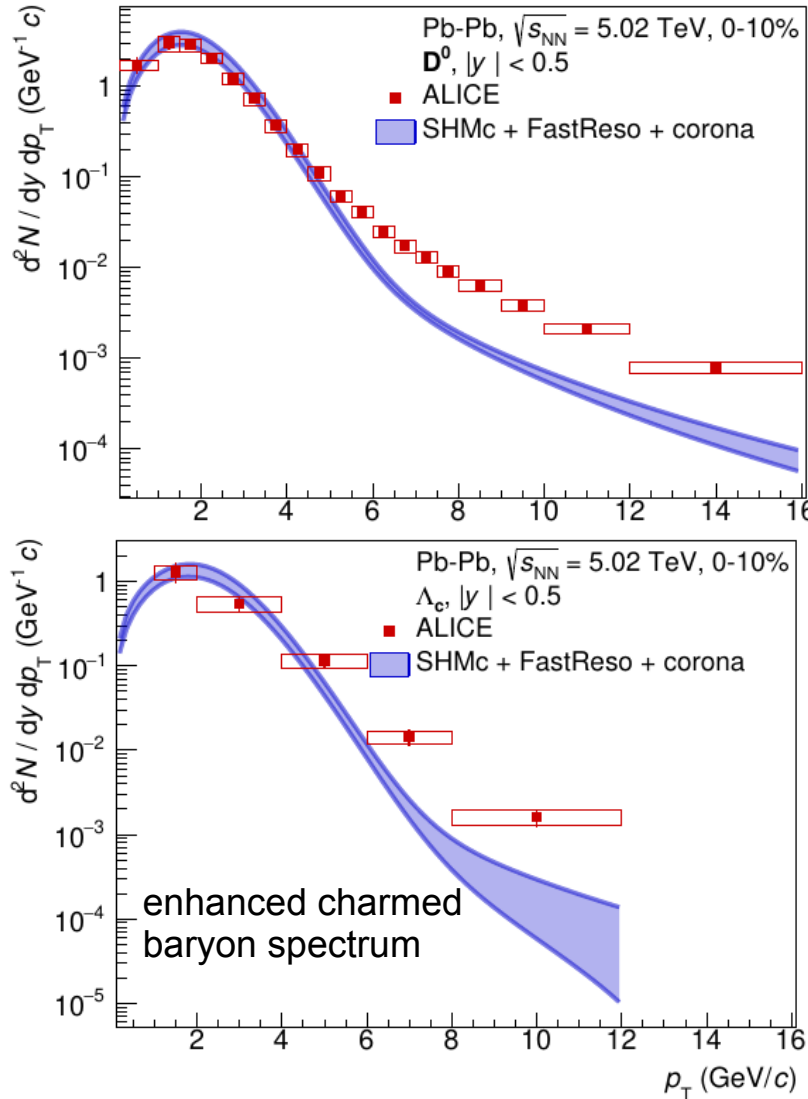 Pb-Pb, √s_NN = 5.02 TeV, 0-10%
D⁰, |y| < 0.5
ALICE
SHMc + FastReso + corona
d²N / dy dp_T (GeV⁻¹ c)
1
10⁻¹
10⁻²
10⁻³
10⁻⁴
2 4 6 8 10 12 14 16
Pb-Pb, √s_NN = 5.02 TeV, 0-10%
Λ_c, |y| < 0.5
ALICE
SHMc + FastReso + corona
d²N / dy dp_T (GeV⁻¹ c)
1
10⁻¹
10⁻²
10⁻³
10⁻⁴
10⁻⁵
enhanced charmed
baryon spectrum
2 4 6 8 10 12 14 16
p_T (GeV/c)